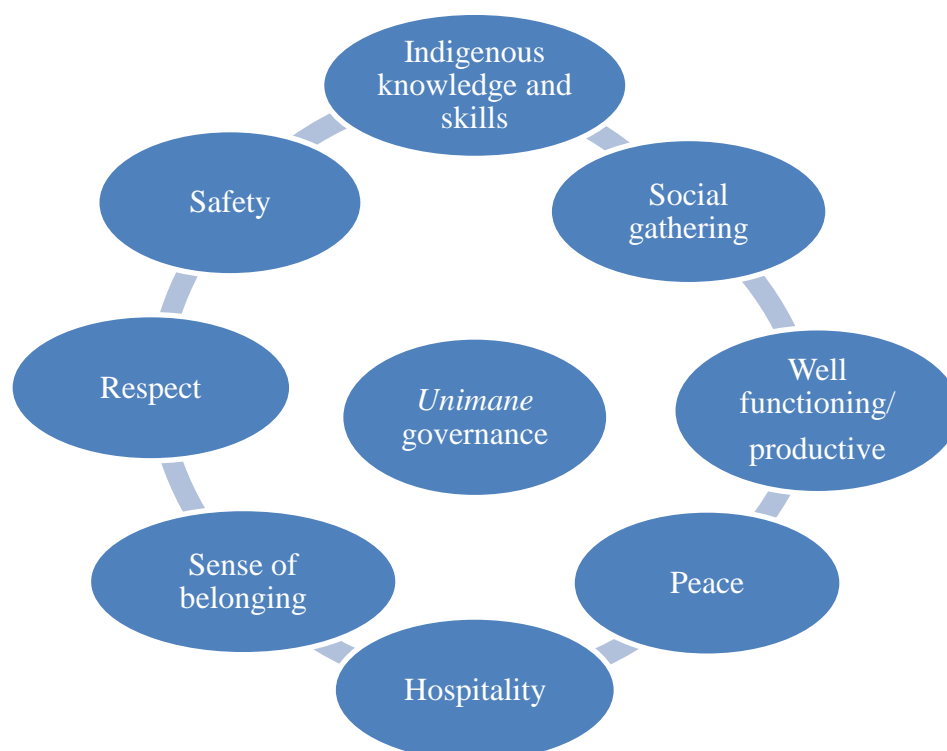 Indigenous
knowledge and
skills
Social
gathering
Well
functioning/
productive
Peace
Hospitality
Sense of
belonging
Respect
Safety
Unimane
governance